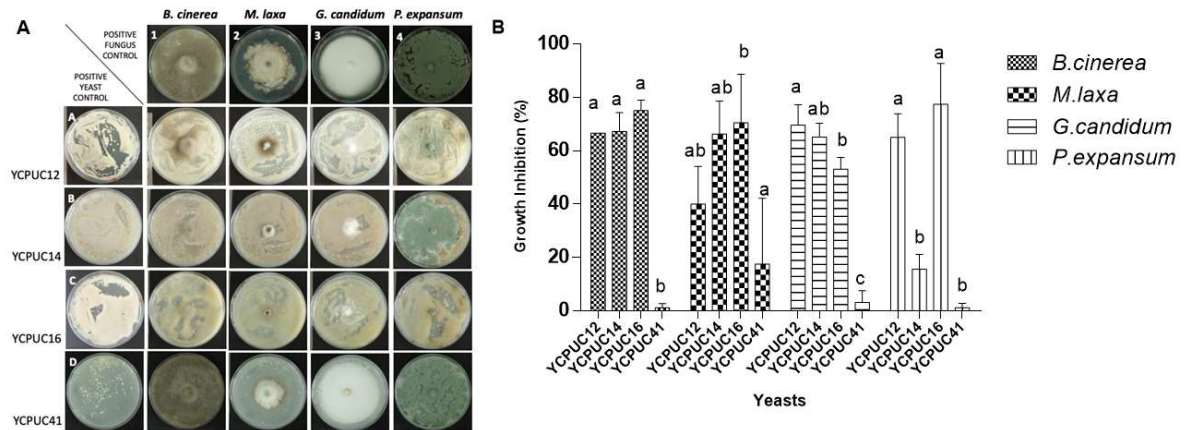 A
B. cinerea M. laxa G. candidum P. expansum
POSITIVE
FUNGUS
CONTROL
POSITIVE
YEAST
CONTROL
1 2 3 4
A
YCPUC12
B
YCPUC14
C
YCPUC16
D
YCPUC41
B
Growth Inhibition (%)
100
80
60
40
20
0
a a a b
ab ab b a
a ab b c
a b a b
YCPUC12 YCPUC14 YCPUC16 YCPUC41 YCPUC12 YCPUC14 YCPUC16 YCPUC41 YCPUC12 YCPUC14 YCPUC16 YCPUC41 YCPUC12 YCPUC14 YCPUC16 YCPUC41
Yeasts
B.cinerea
M.laxa
G.candidum
P.expansum